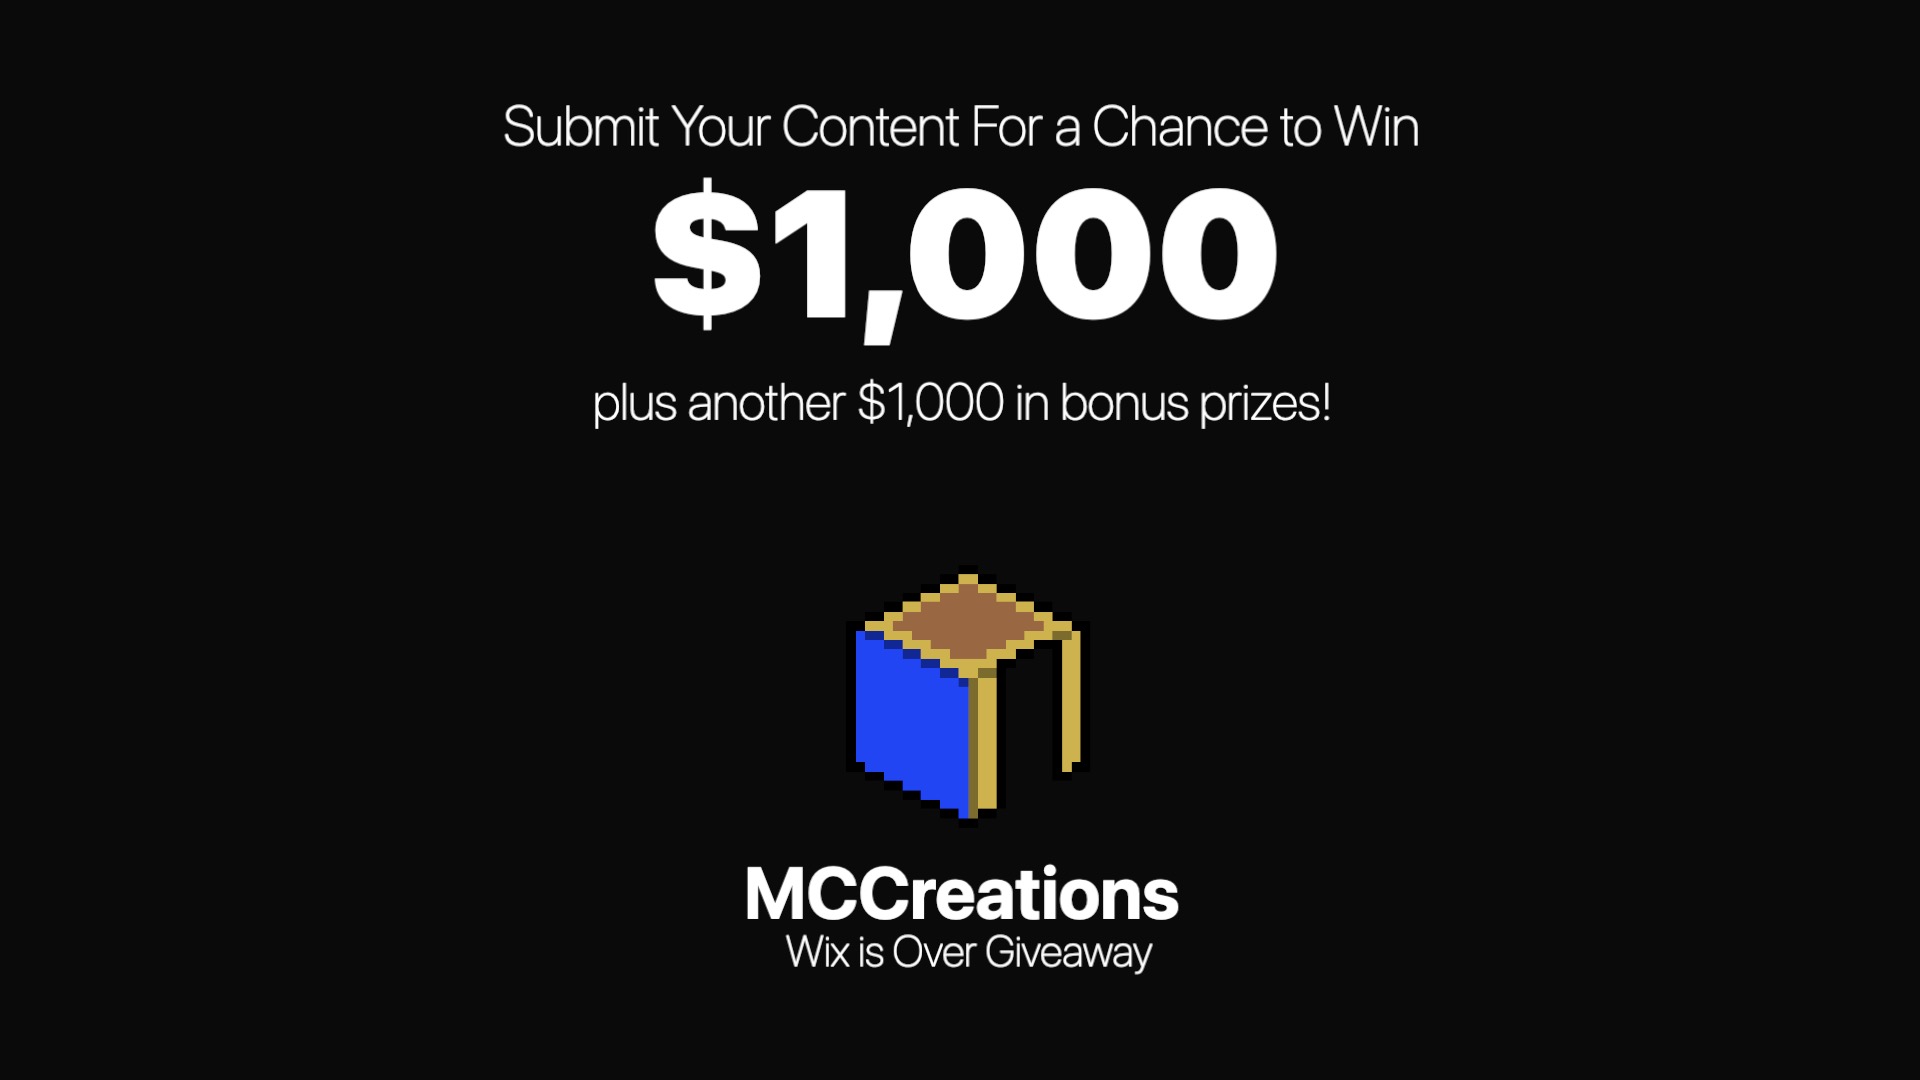 Submit Your Content For a Chance to Win
$1,000
plus another $1,000 in bonus prizes!
MCCreations
Wix is Over Giveaway